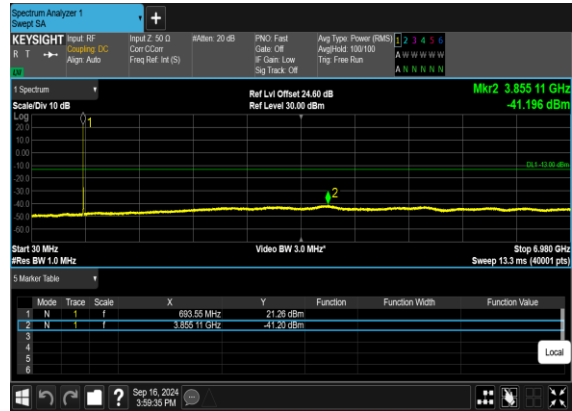 Spectrum Analyzer 1
Swept SA
+
KEYSIGHT Input: RF Input Z: 50 Ω #Atten: 20 dB PNO: Fast Avg Type: Power (RMS) 1 2 3 4 5 6
R T Coupling: DC Corr CCorr Gate: Off Avg|Hold: 100/100 A W W W W W
Align: Auto Freq Ref: Int (S) IF Gain: Low Trig: Free Run
LW Sig Track: Off A N N N N N
1 Spectrum Ref Lvl Offset 24.60 dB Mkr2 3.855 11 GHz
Scale/Div 10 dB Ref Level 30.00 dBm -41.196 dBm
Log
1
20.0
10.0
0.00
-10.0 DL1 -13.00 dBm
-20.0
-30.0
2
-40.0
-50.0
-60.0
Start 30 MHz Video BW 3.0 MHz* Stop 6.980 GHz
#Res BW 1.0 MHz Sweep 13.3 ms (40001 pts)
5 Marker Table
Mode Trace Scale X Y Function Function Width Function Value
1 N 1 f 693.55 MHz 21.26 dBm
2 N 1 f 3.855 11 GHz -41.20 dBm
3
4
5
6
Local
? Sep 16, 2024
3:59:35 PM